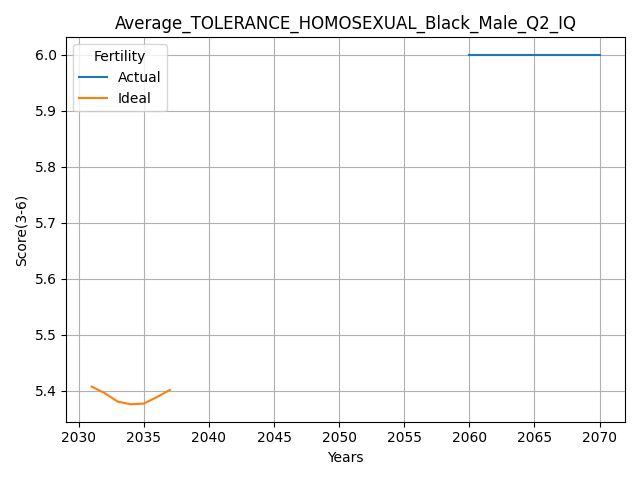 Average_TOLERANCE_HOMOSEXUAL_Black_Male_Q2_IQ
Fertility
Actual
Ideal
Score(3-6)
6.0
5.9
5.8
5.7
5.6
5.5
5.4
2030 2035 2040 2045 2050 2055 2060 2065 2070
Years